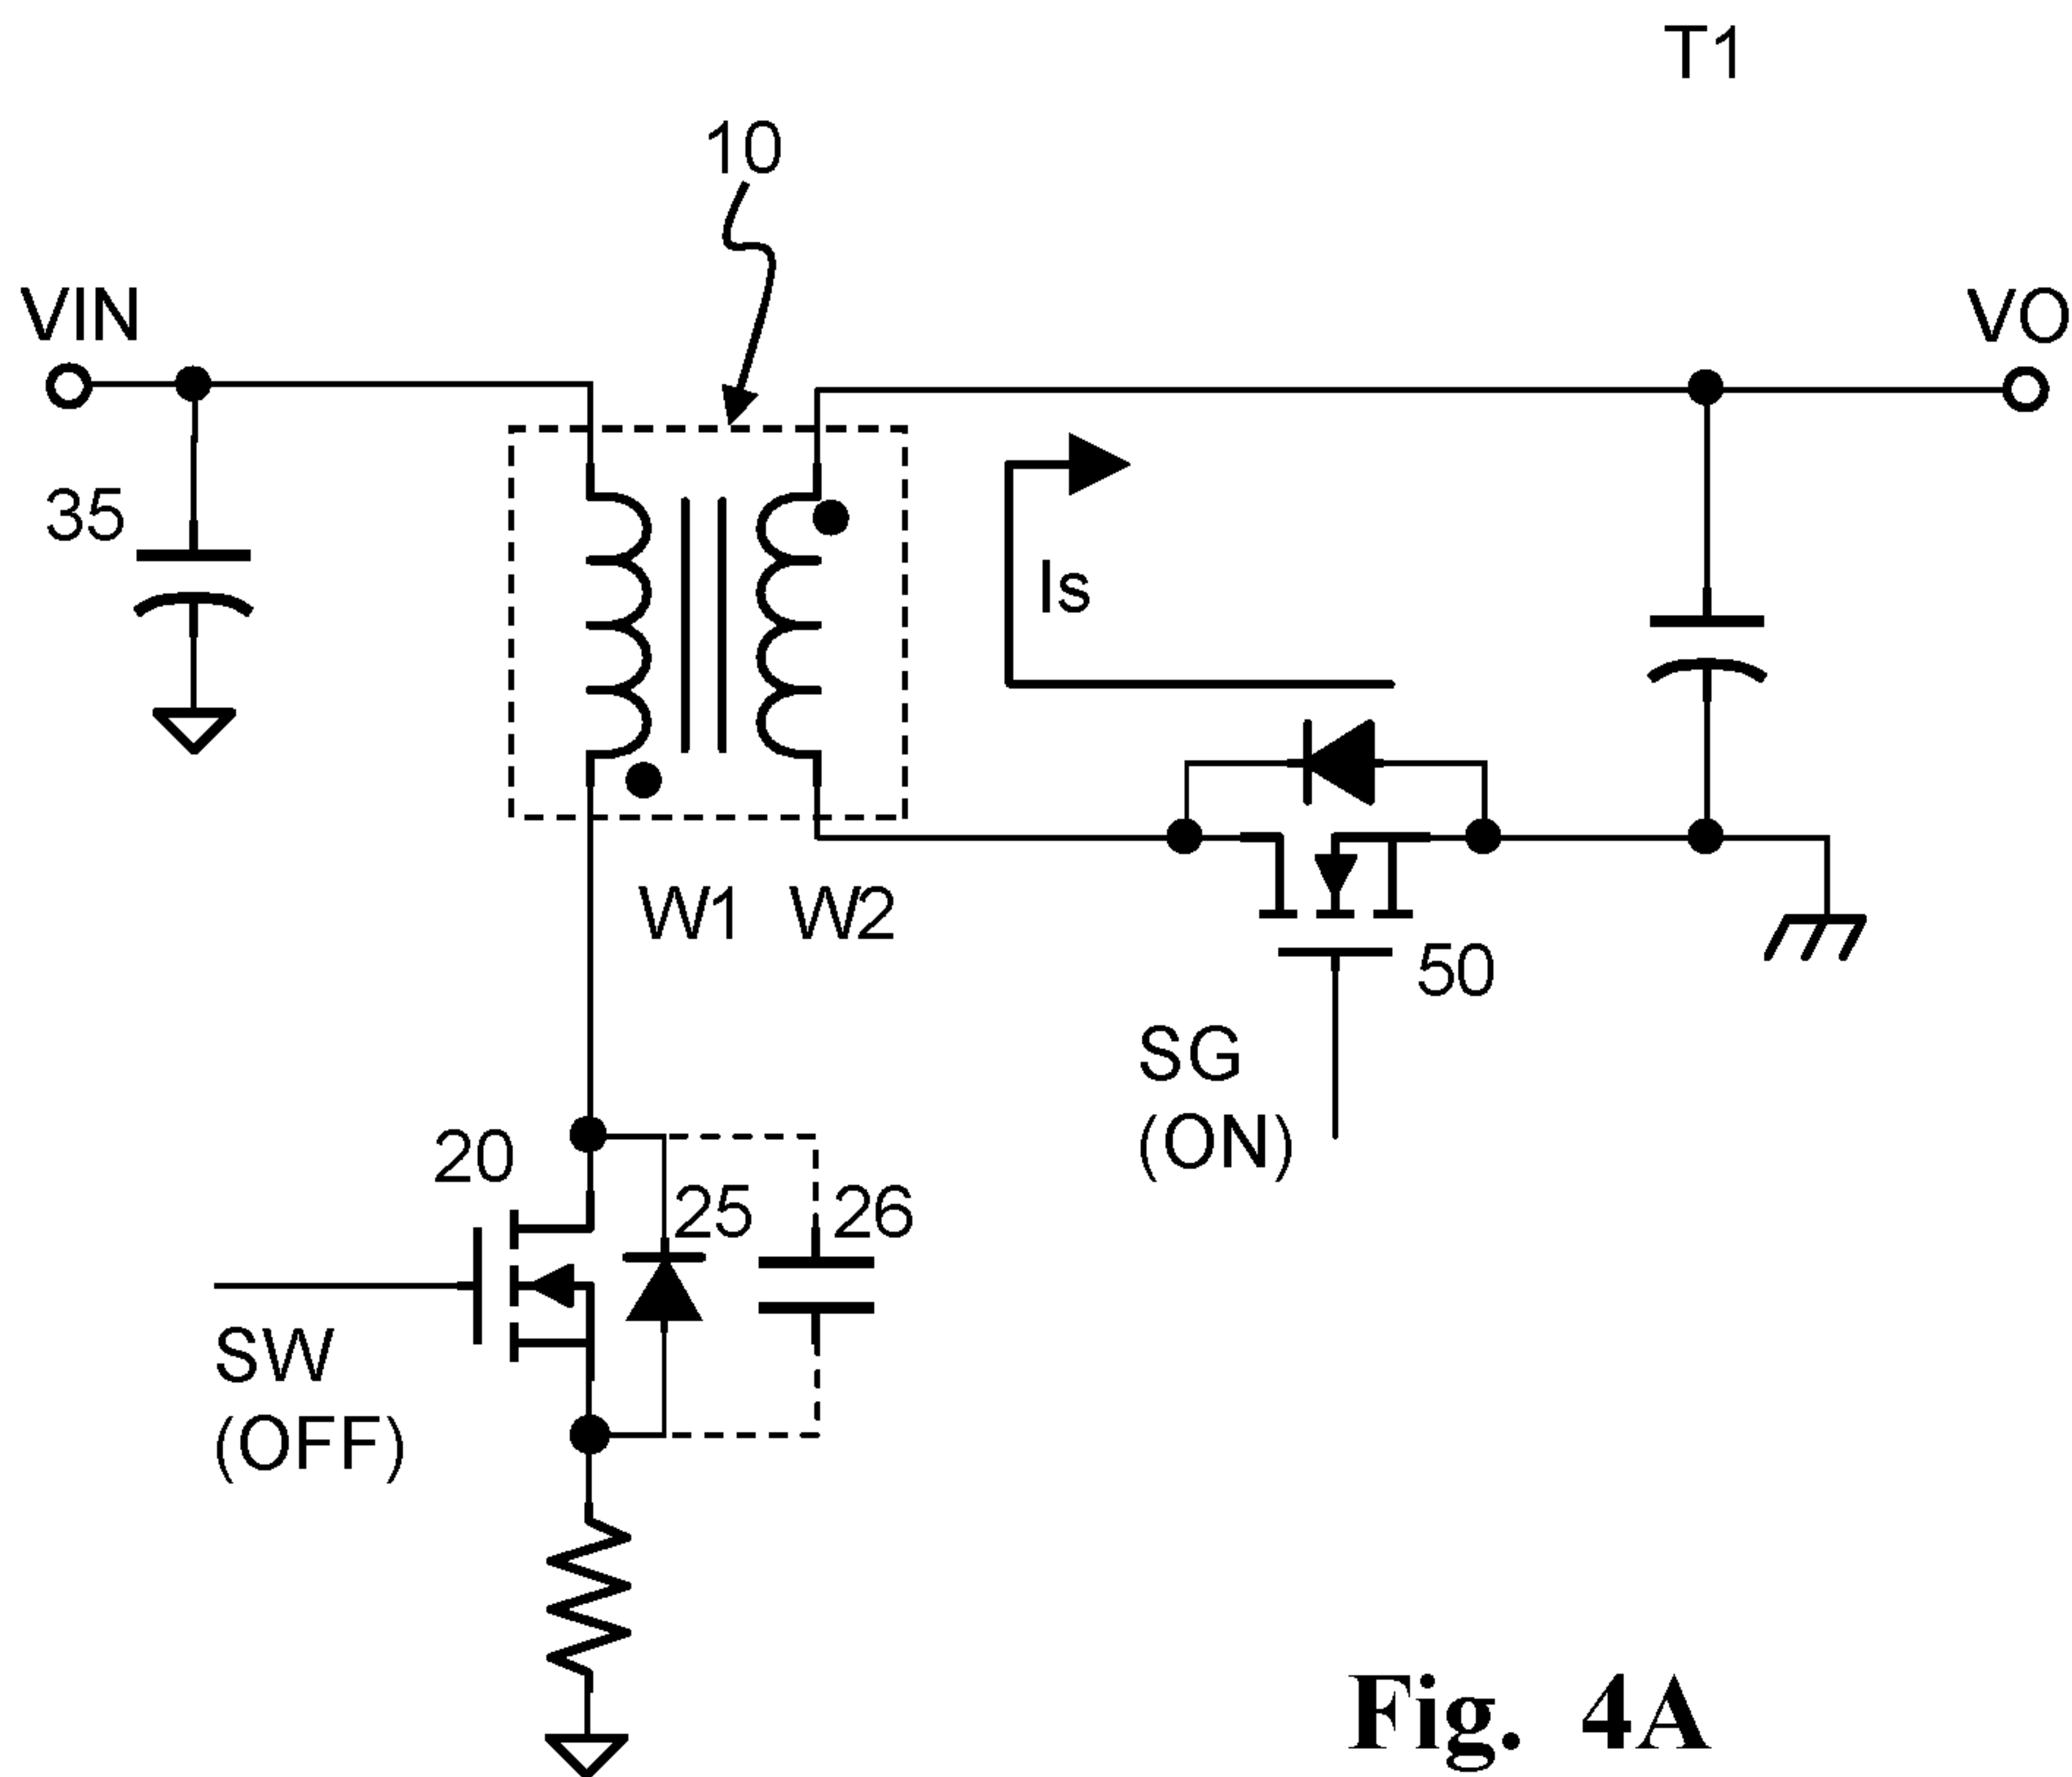 T1
10
VIN
VO
35
Is
W1 W2
50
SG
(ON)
20
25
26
SW
(OFF)
Fig. 4A